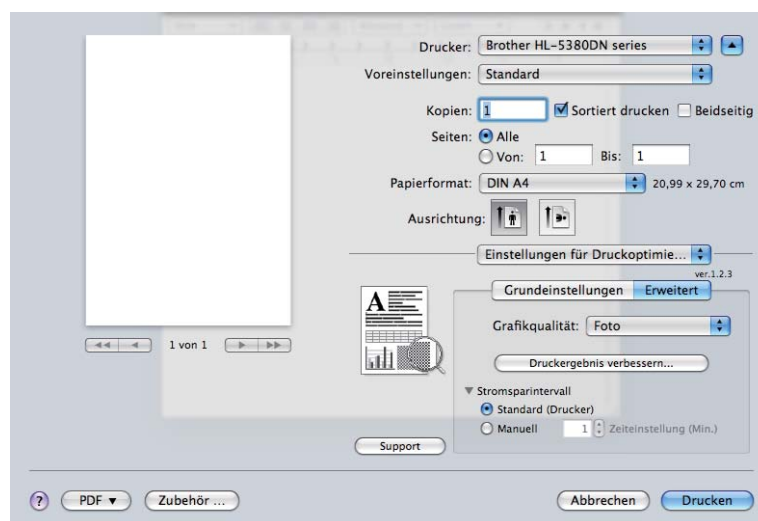 Drucker: Brother HL-5380DN series
Voreinstellungen: Standard
Kopien: 1 Sortiert drucken Beidseitig
Seiten: Alle
Von: 1 Bis: 1
Papierformat: DIN A4 20,99 x 29,70 cm
Ausrichtung:
Einstellungen für Druckoptimie...
ver.1.2.3
Grundeinstellungen Erweitert
A
Grafikqualität: Foto
1 von 1
Druckergebnis verbessern...
Stromsparintervall
Standard (Drucker)
Manuell 1 Zeiteinstellung (Min.)
Support
? PDF Zubehör ... Abbrechen Drucken